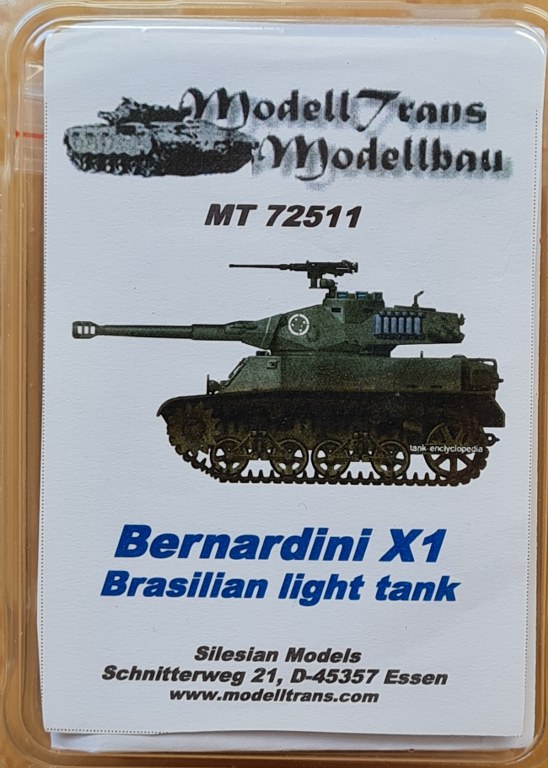 ModellTrans
Modellbau
MT 72511
tank encyclopedia
Bernardini X1
Brasilian light tank
Silesian Models
Schnitterweg 21, D-45357 Essen
www.modelltrans.com